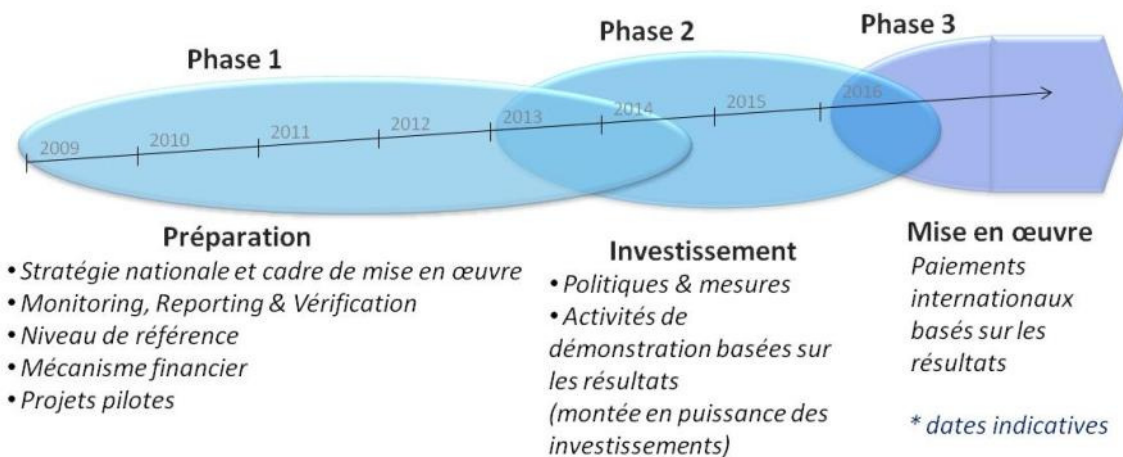 Phase 1
Phase 2
Phase 3
2009
2010
2011
2012
2013
2014
2015
2016
Préparation
• Stratégie nationale et cadre de mise en œuvre
• Monitoring, Reporting & Vérification
• Niveau de référence
• Mécanisme financier
• Projets pilotes
Investissement
• Politiques & mesures
• Activités de
démonstration basées sur
les résultats
(montée en puissance des
investissements)
Mise en œuvre
Paiements
internationaux
basés sur les
résultats
* dates indicatives